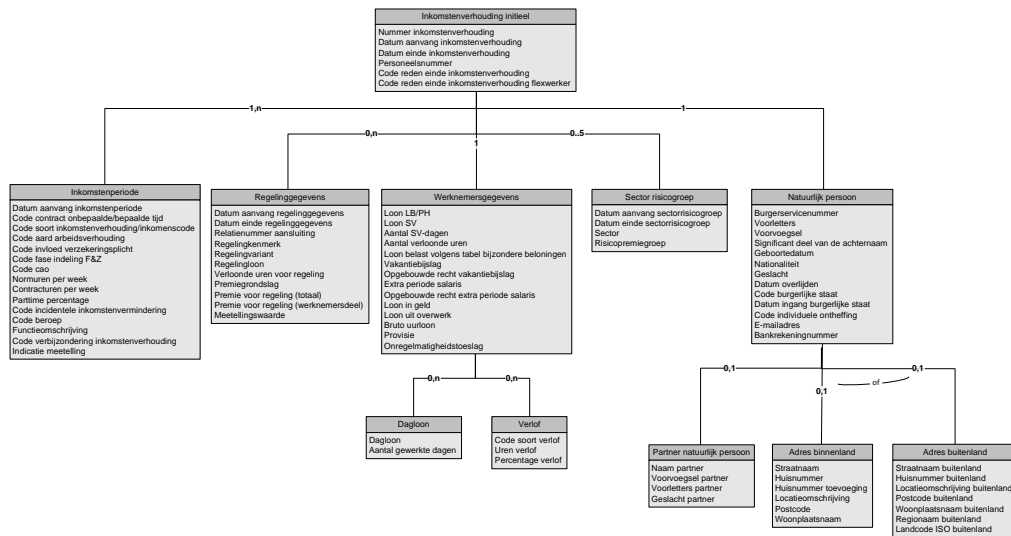 Inkomstenverhouding initieel
Nummer inkomstenverhouding
Datum aanvang inkomstenverhouding
Datum einde inkomstenverhouding
Personeelsnummer
Code reden einde inkomstenverhouding
Code reden einde inkomstenverhouding flexwerker
1,n
0,n
1
0..5
1
Inkomstenperiode
Datum aanvang inkomstenperiode
Code contract onbepaalde/bepaalde tijd
Code soort inkomstenverhouding/inkomenscode
Code aard arbeidsverhouding
Code invloed verzekeringsplicht
Code fase indeling F&Z
Code cao
Normuren per week
Contracturen per week
Parttime percentage
Code incidentele inkomstenvermindering
Code beroep
Functieomschrijving
Code verbijzondering inkomstenverhouding
Indicatie meetelling
Regelinggegevens
Datum aanvang regelinggegevens
Datum einde regelinggegevens
Relatienummer aansluiting
Regelingkenmerk
Regelingvariant
Regelingloon
Verloonde uren voor regeling
Premiegrondslag
Premie voor regeling (totaal)
Premie voor regeling (werknemersdeel)
Meetellingswaarde
Werknemersgegevens
Loon LB/PH
Loon SV
Aantal SV-dagen
Aantal verloonde uren
Loon belast volgens tabel bijzondere beloningen
Vakantiebijslag
Opgebouwde recht vakantiebijslag
Extra periode salaris
Opgebouwde recht extra periode salaris
Loon in geld
Loon uit overwerk
Bruto uurloon
Provisie
Onregelmatigheidstoeslag
Sector risicogroep
Datum aanvang sectorrisicogroep
Datum einde sectorrisicogroep
Sector
Risicopremiegroep
Natuurlijk persoon
Burgerservicenummer
Voorletters
Voorvoegsel
Significant deel van de achternaam
Geboortedatum
Nationaliteit
Geslacht
Datum overlijden
Code burgerlijke staat
Datum ingang burgerlijke staat
Code individuele ontheffing
E-mailadres
Bankrekeningnummer
0,n
0,n
0,1
0,1
of
0,1
Dagloon
Dagloon
Aantal gewerkte dagen
Verlof
Code soort verlof
Uren verlof
Percentage verlof
Partner natuurlijk persoon
Naam partner
Voorvoegsel partner
Voorletters partner
Geslacht partner
Adres binnenland
Straatnaam
Huisnummer
Huisnummer toevoeging
Locatieomschrijving
Postcode
Woonplaatsnaam
Adres buitenland
Straatnaam buitenland
Huisnummer buitenland
Locatieomschrijving buitenland
Postcode buitenland
Woonplaatsnaam buitenland
Regionaam buitenland
Landcode ISO buitenland